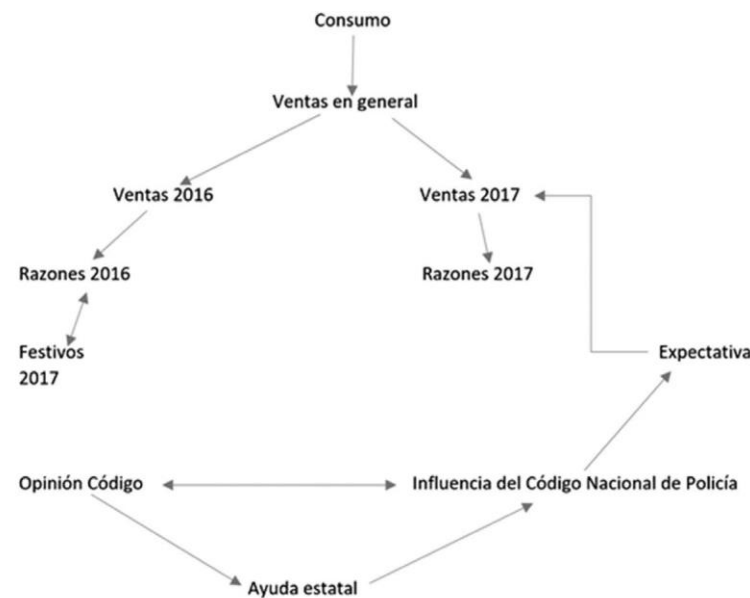 Consumo
Ventas en general
Ventas 2016
Ventas 2017
Razones 2016
Razones 2017
Festivos
2017
Expectativa
Opinión Código
Influencia del Código Nacional de Policía
Ayuda estatal